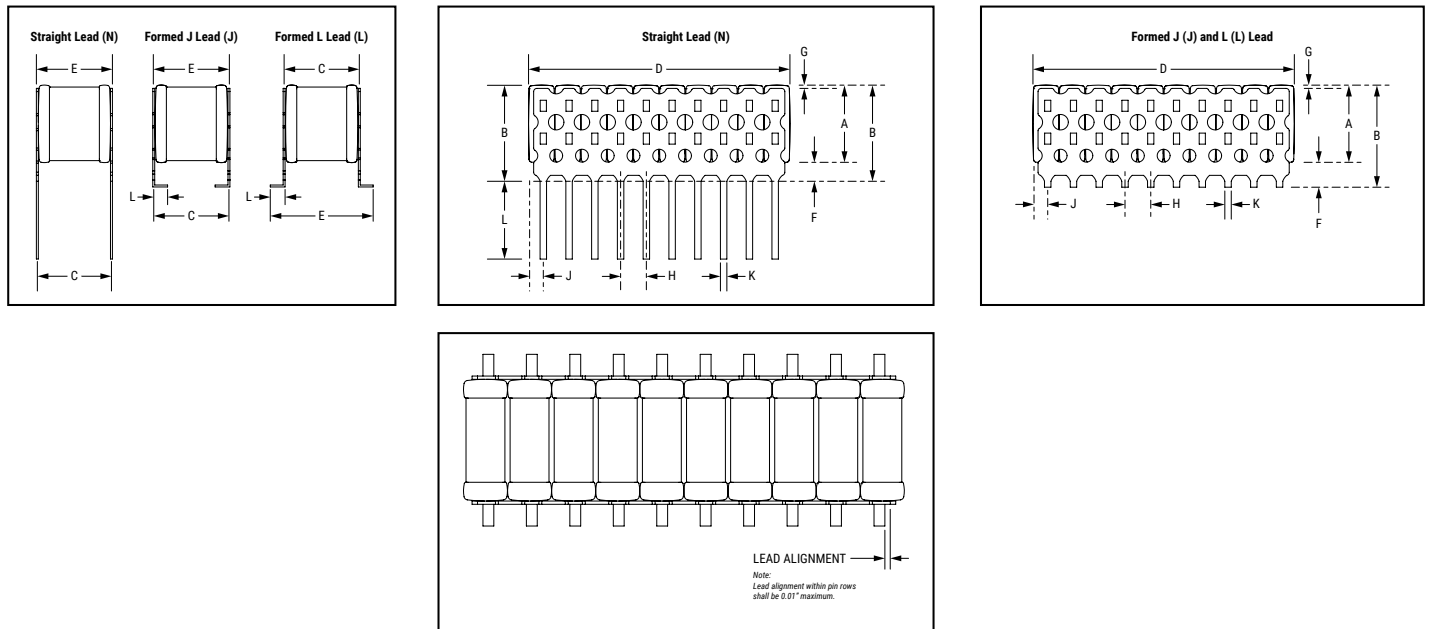 Straight Lead (N)
Formed J Lead (J)
Formed L Lead (L)
E
E
C
L
L
C
E
C
Straight Lead (N)
G
D
B
A
B
L
F
J
H
K
Formed J (J) and L (L) Lead
G
D
A
B
J
H
K
F
LEAD ALIGNMENT
Note:
Lead alignment within pin rows
shall be 0.01" maximum.